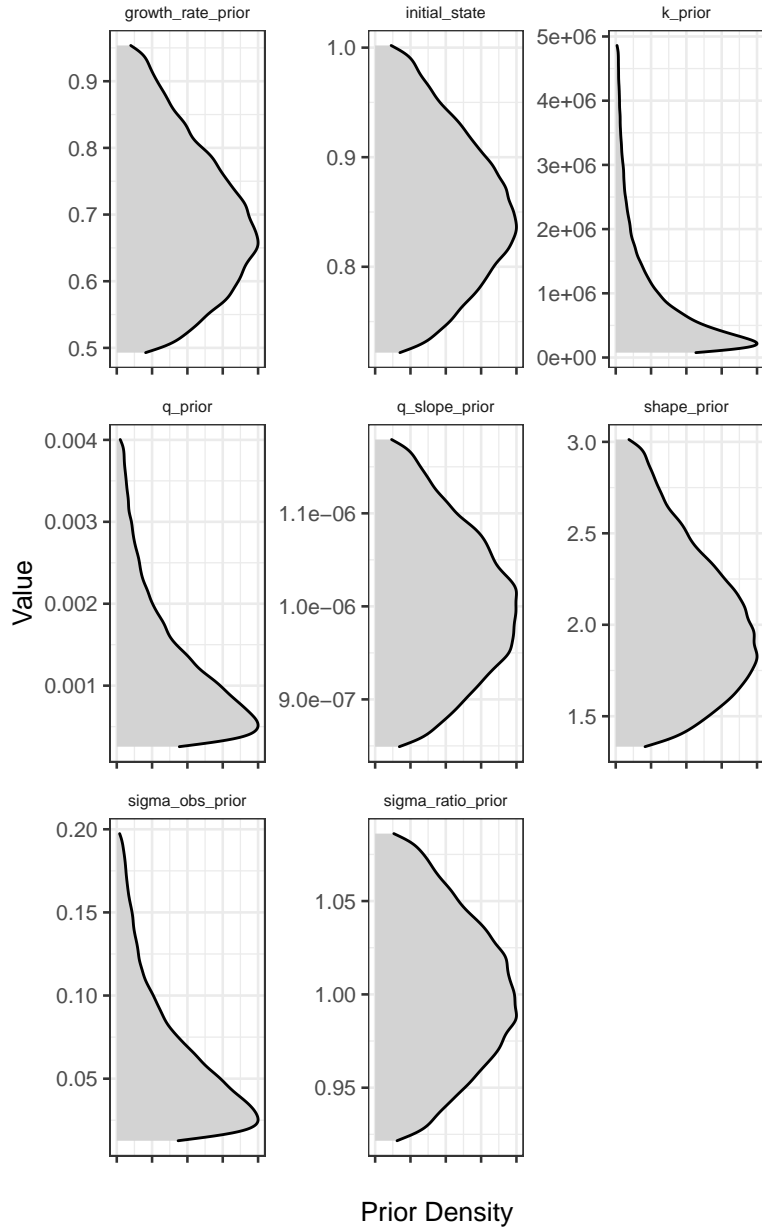 growth_rate_prior
0.9
0.8
0.7
0.6
0.5
initial_state
1.0
0.9
0.8
k_prior
5e+06
4e+06
3e+06
2e+06
1e+06
0e+00
q_prior
0.004
0.003
0.002
0.001
q_slope_prior
1.1e−06
1.0e−06
9.0e−07
shape_prior
3.0
2.5
2.0
1.5
Value
sigma_obs_prior
0.20
0.15
0.10
0.05
sigma_ratio_prior
1.05
1.00
0.95
Prior Density